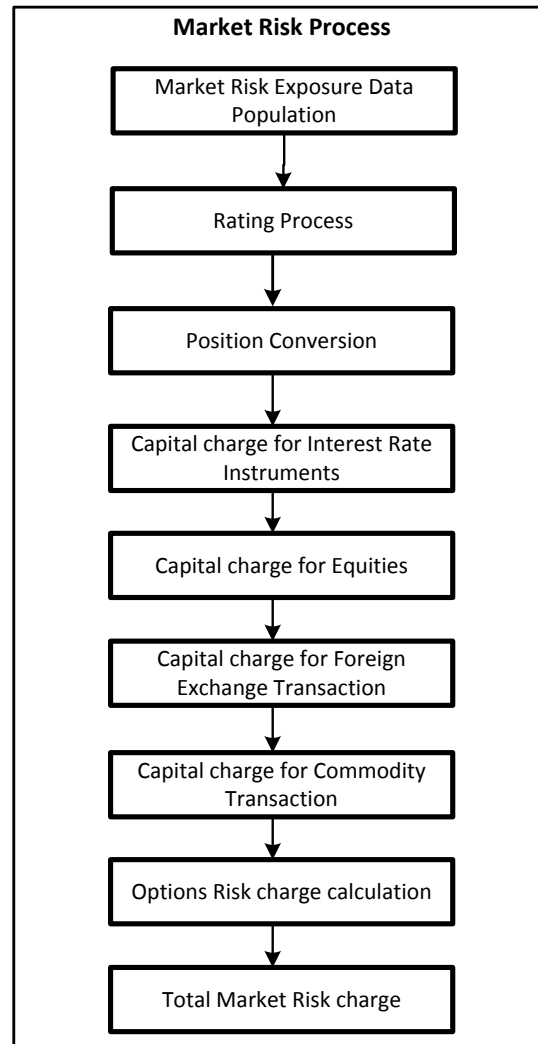 Market Risk Process
Market Risk Exposure Data
Population
Rating Process
Position Conversion
Capital charge for Interest Rate
Instruments
Capital charge for Equities
Capital charge for Foreign
Exchange Transaction
Capital charge for Commodity
Transaction
Options Risk charge calculation
Total Market Risk charge